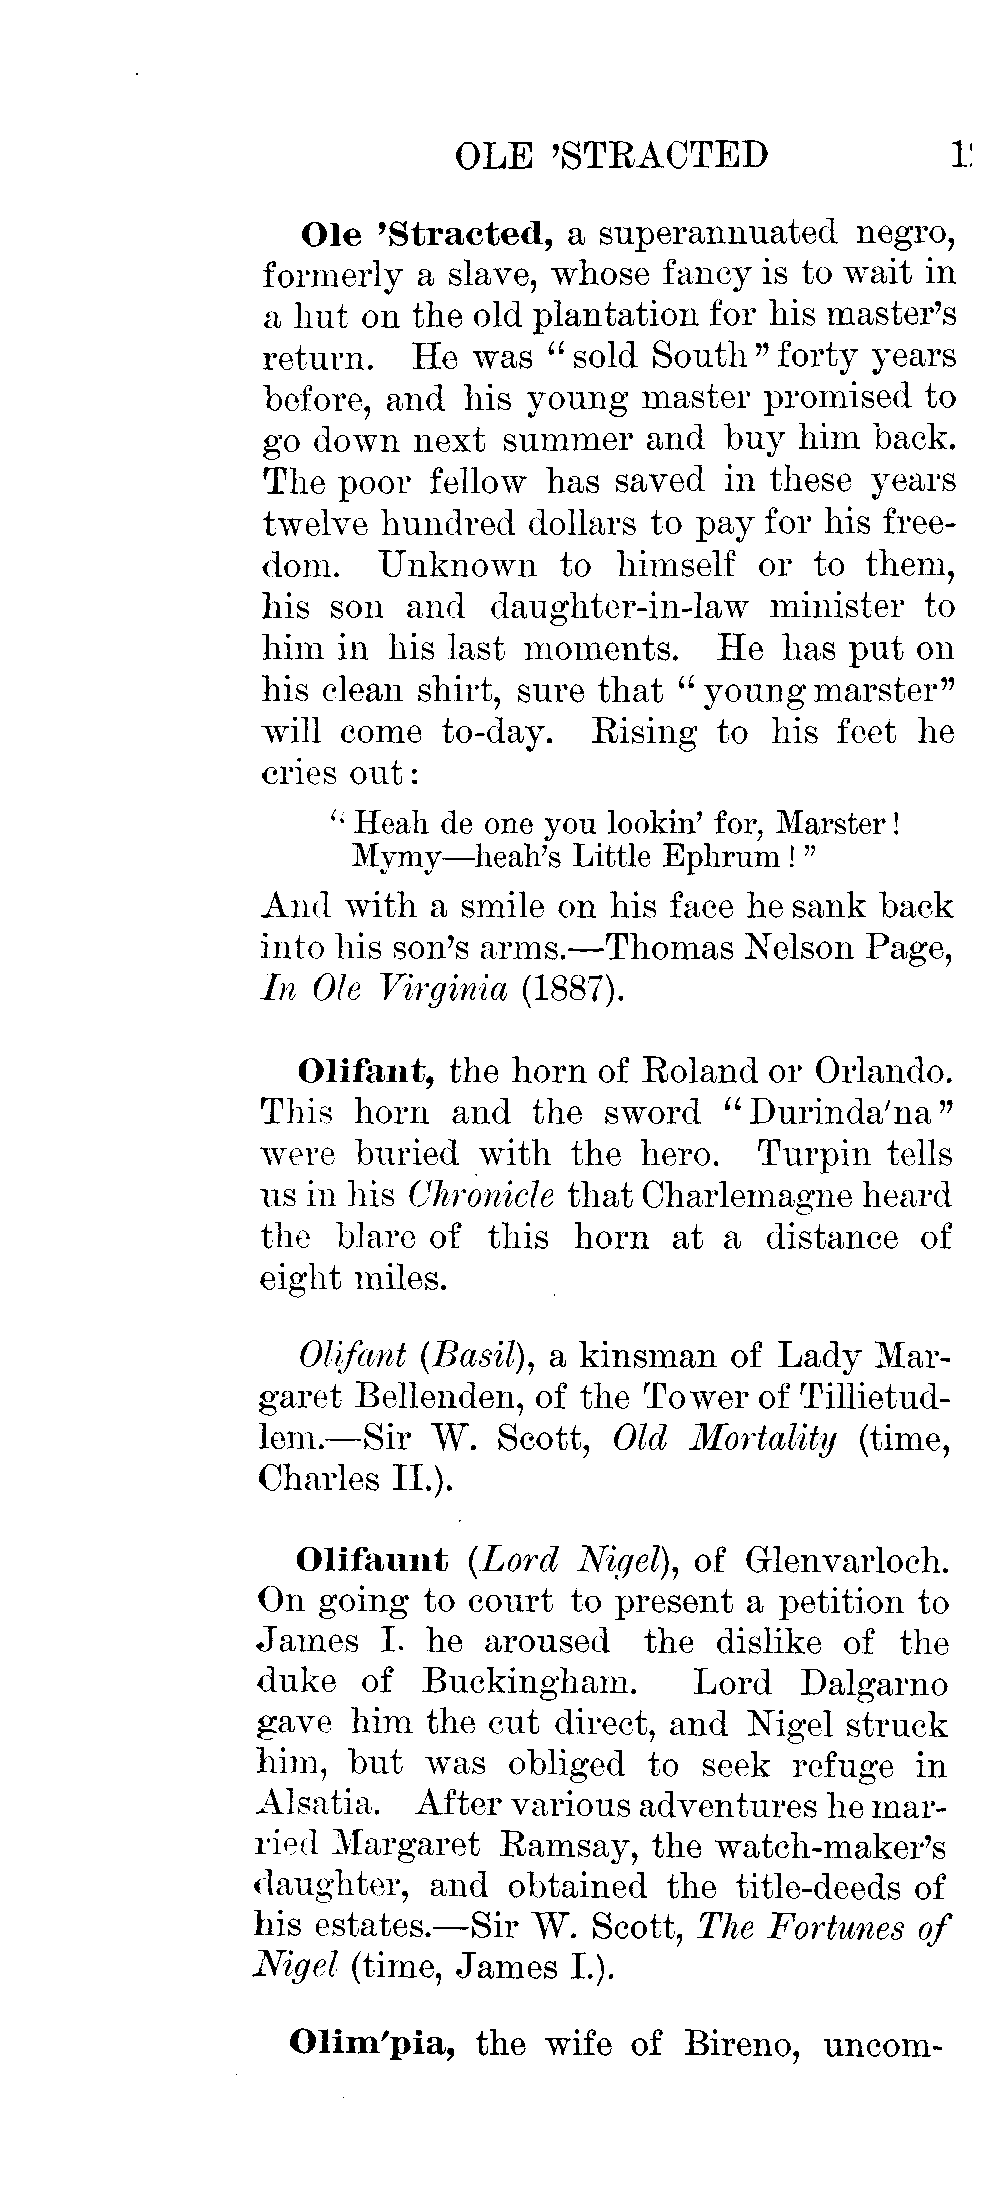 OLE 'STRACTED
Ole 'Stracted, a superannuated negro,
formerly a slave, whose fancy is to wait in
a hut on the old plantation for his master's
return. He was "sold South" forty years
before, and his young master promised to
go down next summer and buy him back.
The poor fellow has saved in these years
twelve hundred dollars to pay for his free-
dom. Unknown to himself or to them,
his son and daughter-in-law minister to
him in his last moments. He has put on
his clean shirt, sure that "young marster"
will come to-day. Rising to his feet he
cries out:
"Heah de one you lookin' for, Marster!
Mymy—heah's Little Ephrum!"
And with a smile on his face he sank back
into his son's arms.—Thomas Nelson Page,
In Ole Virginia (1887).
Olifant, the horn of Roland or Orlando.
This horn and the sword "Durinda'na"
were buried with the hero. Turpin tells
us in his Chronicle that Charlemagne heard
the blare of this horn at a distance of
eight miles.
Olifant (Basil), a kinsman of Lady Mar-
garet Bellenden, of the Tower of Tillietud-
lem.—Sir W. Scott, Old Mortality (time,
Charles II.).
Olifaunt (Lord Nigel), of Glenvarloch.
On going to court to present a petition to
James I. he aroused the dislike of the
duke of Buckingham. Lord Dalgarno
gave him the cut direct, and Nigel struck
him, but was obliged to seek refuge in
Alsatia. After various adventures he mar-
ried Margaret Ramsay, the watch-maker's
daughter, and obtained the title-deeds of
his estates.—Sir W. Scott, The Fortunes of
Nigel (time, James I.).
Olim'pia, the wife of Bireno, uncom-